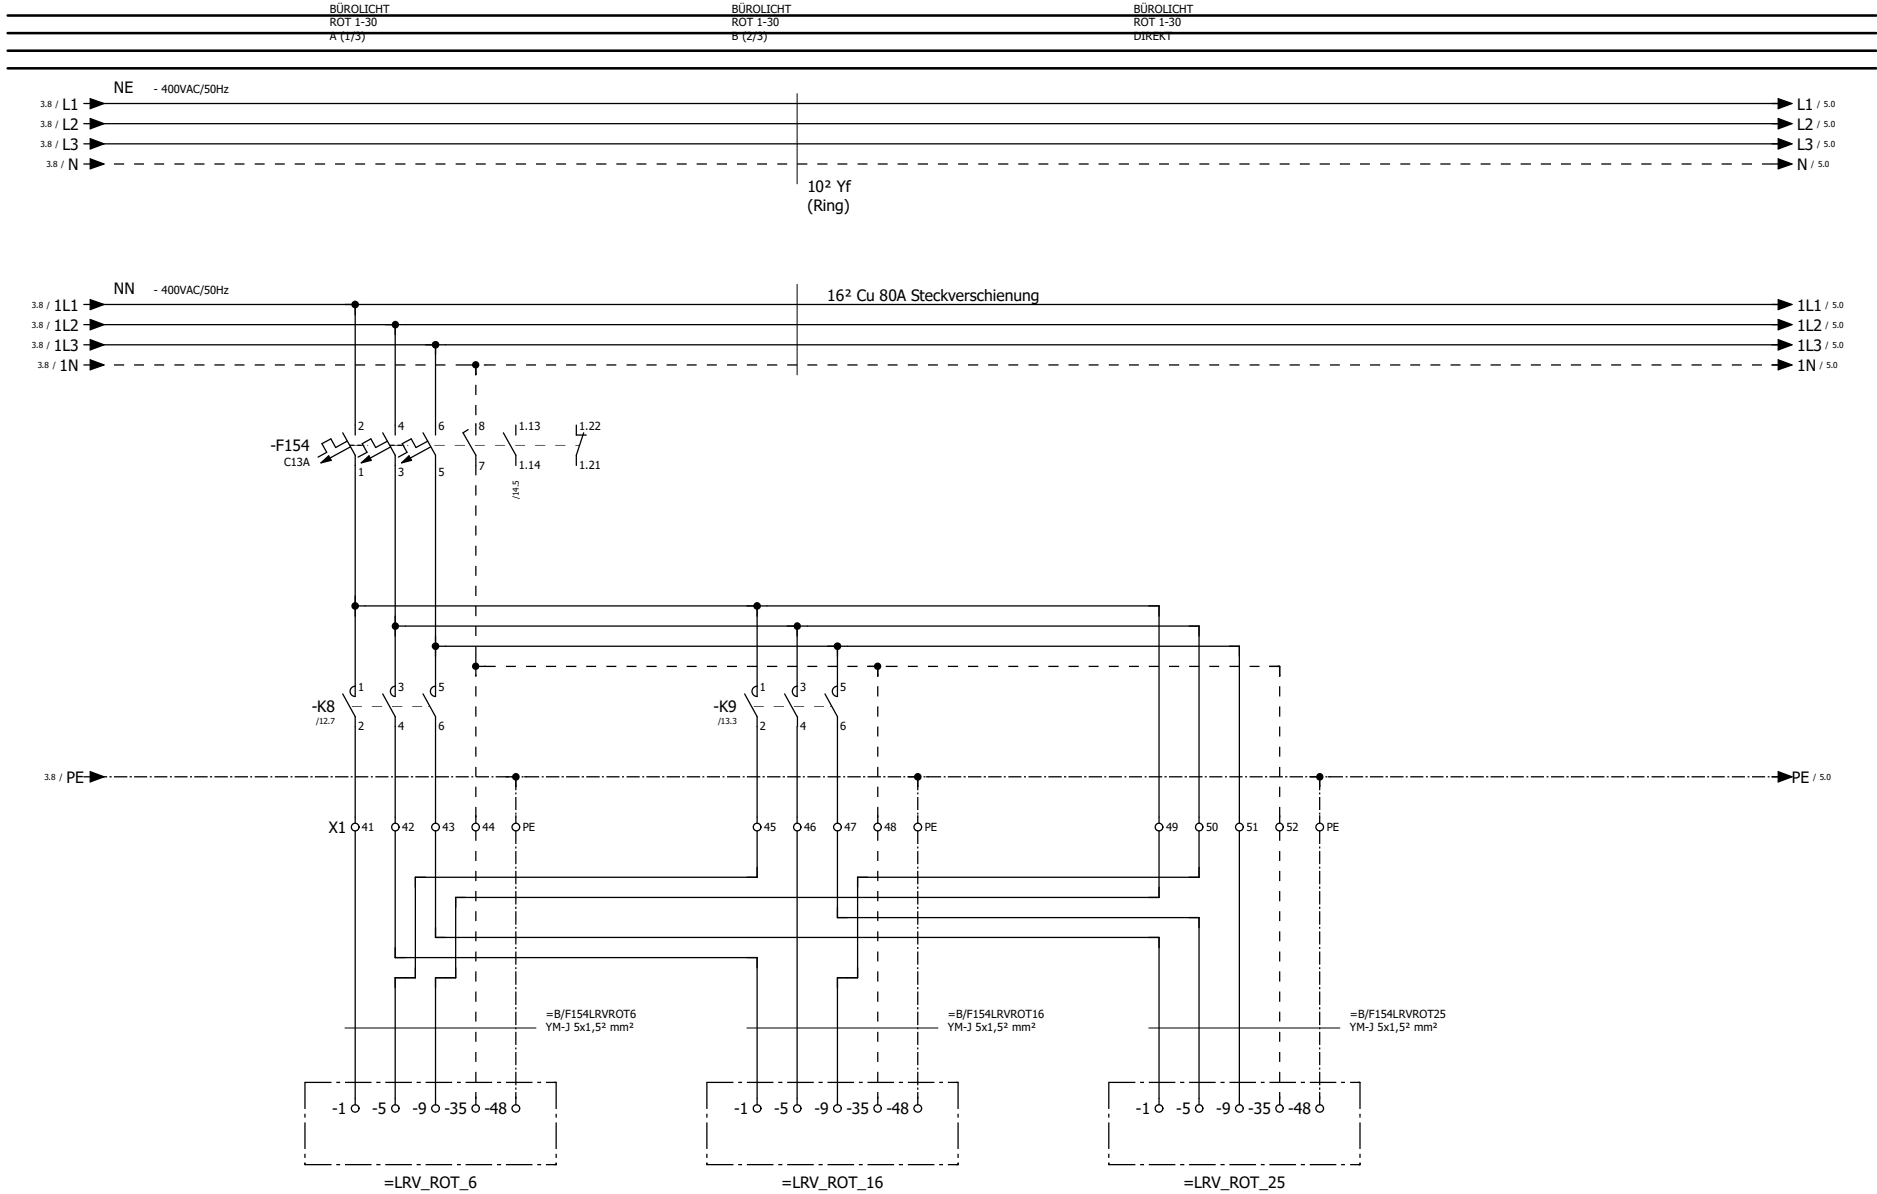 BÜROLICHT BÜROLICHT BÜROLICHT
ROT 1-30 ROT 1-30 ROT 1-30
A (1/3) B (2/3) DIREKT
NE - 400VAC/50Hz
3.8 / L1 L1 / 5.0
3.8 / L2 L2 / 5.0
3.8 / L3 L3 / 5.0
3.8 / N N / 5.0
10² Yf
(Ring)
NN - 400VAC/50Hz
16² Cu 80A Steckverschienung
3.8 / 1L1 1L1 / 5.0
3.8 / 1L2 1L2 / 5.0
3.8 / 1L3 1L3 / 5.0
3.8 / 1N 1N / 5.0
2 4 6 8 1.13 1.22
-F154
C13A
1 3 5 7 1.14 1.21
/14.5
1 3 5 1 3 5
-K8 -K9
/12.7 /13.3
2 4 6 2 4 6
3.8 / PE PE / 5.0
X1 41 42 43 44 PE 45 46 47 48 PE 49 50 51 52 PE
=B/F154LRVROT6 =B/F154LRVROT16 =B/F154LRVROT25
YM-J 5x1,5² mm² YM-J 5x1,5² mm² YM-J 5x1,5² mm²
-1 -5 -9 -35 -48 -1 -5 -9 -35 -48 -1 -5 -9 -35 -48
=LRV_ROT_6 =LRV_ROT_16 =LRV_ROT_25